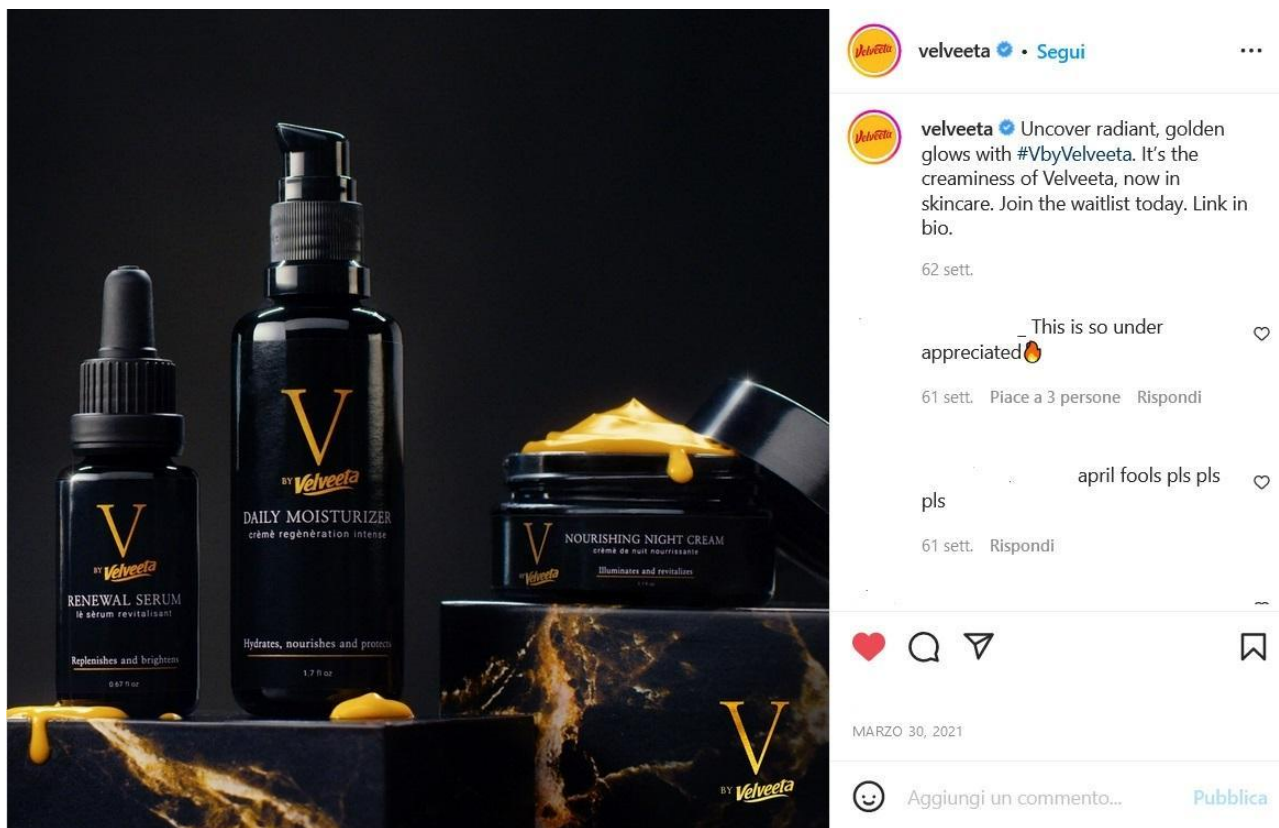 V
BY Velveeta
RENEWAL SERUM
lè sèrum revitalisant
Replenishes and brightens
0.67 fl oz
V
BY Velveeta
DAILY MOISTURIZER
crèmè regènèration intense
Hydrates, nourishes and protects
1.7 fl oz
V
BY Velveeta
NOURISHING NIGHT CREAM
crèmè de nuit nourrissante
Illuminates and revitalizes
V
BY Velveeta
Velveeta
velveeta • Segui
Velveeta
velveeta Uncover radiant, golden
glows with #VbyVelveeta. It’s the
creaminess of Velveeta, now in
skincare. Join the waitlist today. Link in
bio.
62 sett.
_ This is so under
appreciated🔥
61 sett. Piace a 3 persone Rispondi
april fools pls pls
pls
61 sett. Rispondi
MARZO 30, 2021
Aggiungi un commento... Pubblica